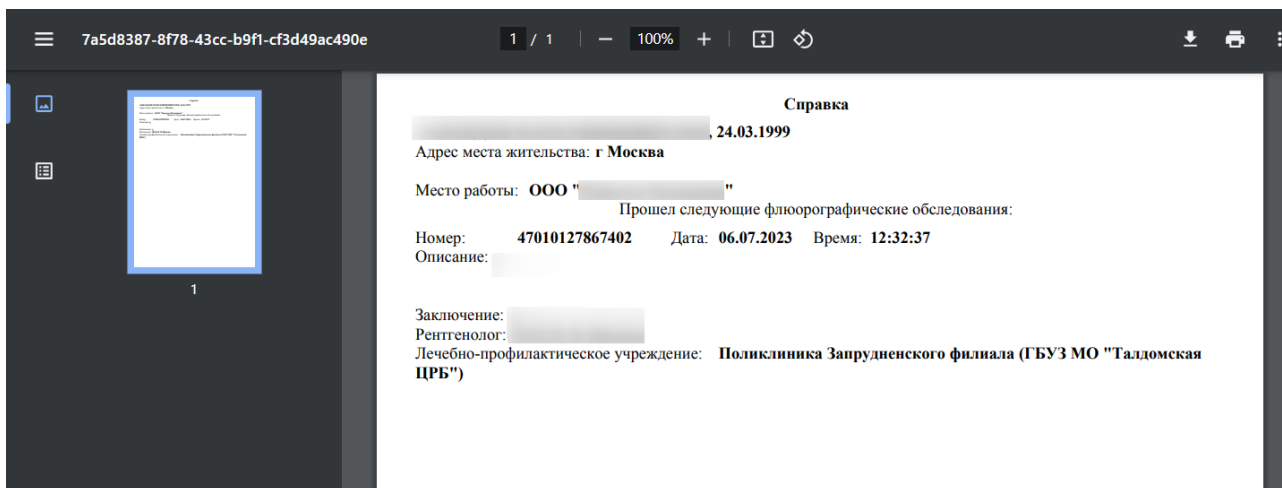 7a5d8387-8f78-43cc-b9f1-cf3d49ac490e
1 / 1
100%
1
Справка
, 24.03.1999
Адрес места жительства: г Москва
Место работы: ООО " "
Прошел следующие флюорографические обследования:
Номер: 47010127867402 Дата: 06.07.2023 Время: 12:32:37
Описание:
Заключение:
Рентгенолог:
Лечебно-профилактическое учреждение: Поликлиника Запрудненского филиала (ГБУЗ МО "Талдомская
ЦРБ")